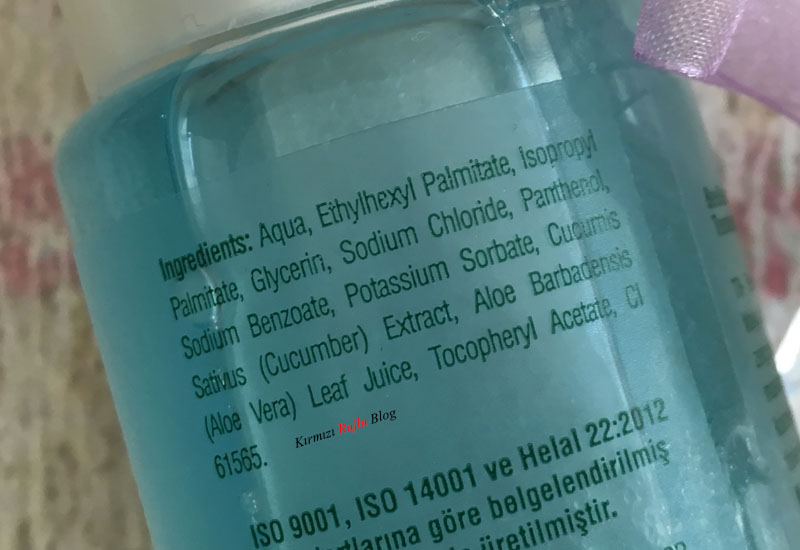 Ingredients: Aqua, Ethylhexyl Palmitate, İsopropyl
Palmitate, Glycerin, Sodium Chloride, Panthenol,
Sodium Benzoate, Potassium Sorbate, Cucumis
Sativus (Cucumber) Extract, Aloe Barbadensis
(Aloe Vera) Leaf Juice, Tocopheryl Acetate, CI
61565.
Kırmızı Rujlu Blog
ISO 9001, ISO 14001 ve Helal 22:2012
göre belgelendirilmiş
üretilmiştir.